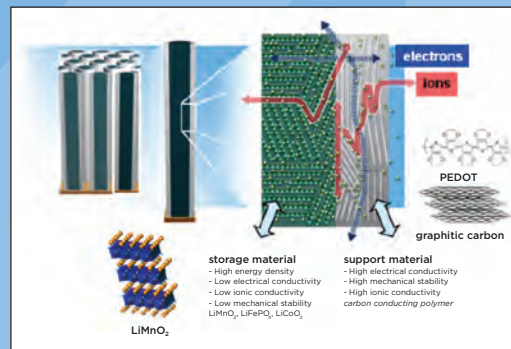 electrons
ions
PEDOT
graphitic carbon
storage material
- High energy density
- Low electrical conductivity
- Low ionic conductivity
- Low mechanical stability
LiMnO₂, LiFePO₂, LiCoO₂
support material
- High electrical conductivity
- High mechanical stability
- High ionic conductivity
carbon conducting polymer
LiMnO₂